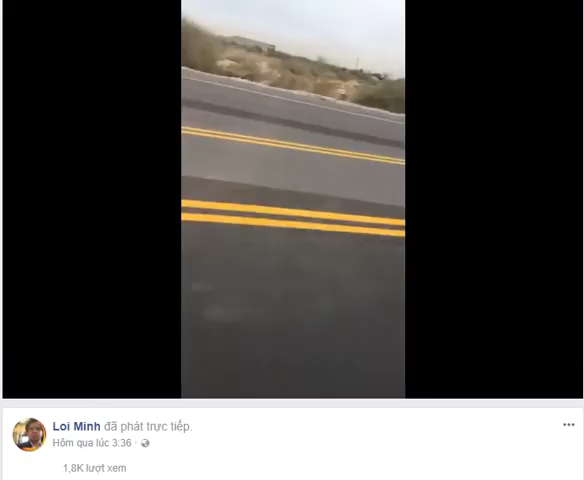 Loi Minh đã phát trực tiếp.
Hôm qua lúc 3:36 ·
1,8K lượt xem